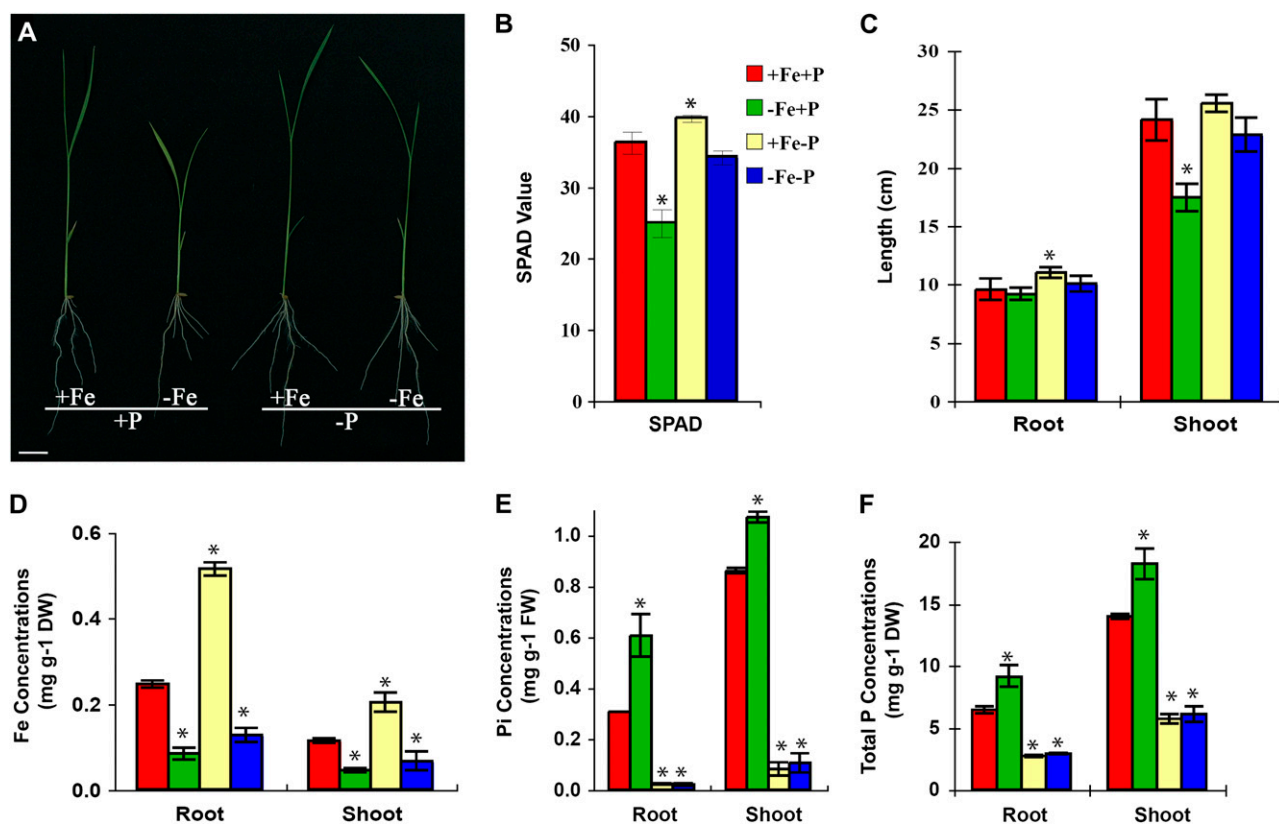 A
+Fe
-Fe
+Fe
-Fe
+P
-P
B
SPAD Value
50
40
30
20
10
0
SPAD
*
*
+Fe+P
-Fe+P
+Fe-P
-Fe-P
C
Length (cm)
30
25
20
15
10
5
0
*
*
Root
Shoot
D
Fe Concentrations
(mg g-1 DW)
0.6
0.4
0.2
0.0
*
*
*
*
*
*
Root
Shoot
E
Pi Concentrations
(mg g-1 FW)
1.0
0.8
0.6
0.4
0.2
0.0
*
* *
*
* *
Root
Shoot
F
Total P Concentrations
(mg g-1 DW)
20
15
10
5
0
*
* *
*
* *
Root
Shoot